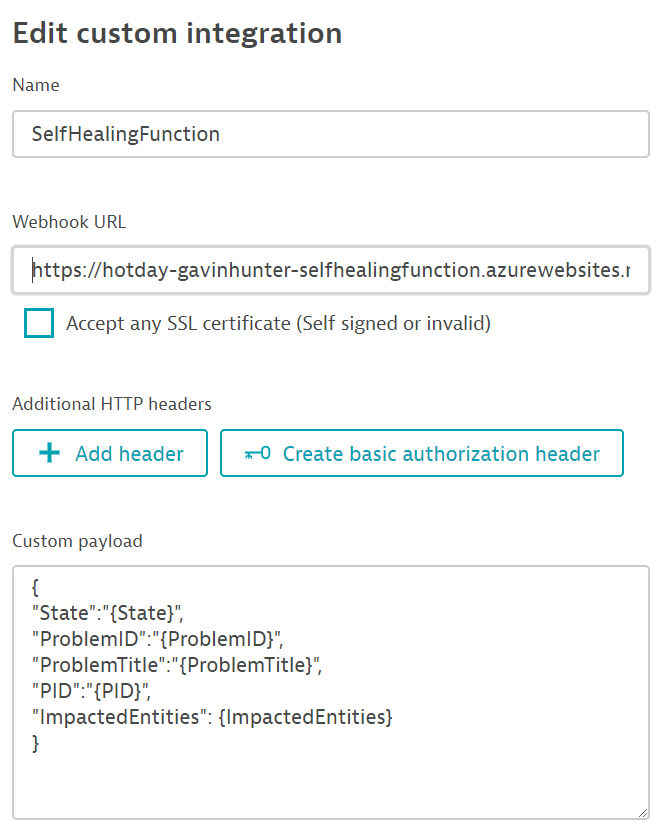 Edit custom integration
Name
SelfHealingFunction
Webhook URL
https://hotday-gavinhunter-selfhealingfunction.azurewebsites.
Accept any SSL certificate (Self signed or invalid)
Additional HTTP headers
Add header
Create basic authorization header
Custom payload
{
"State":"{State}",
"ProblemID":"{ProblemID}",
"ProblemTitle":"{ProblemTitle}",
"PID":"{PID}",
"ImpactedEntities": {ImpactedEntities}
}